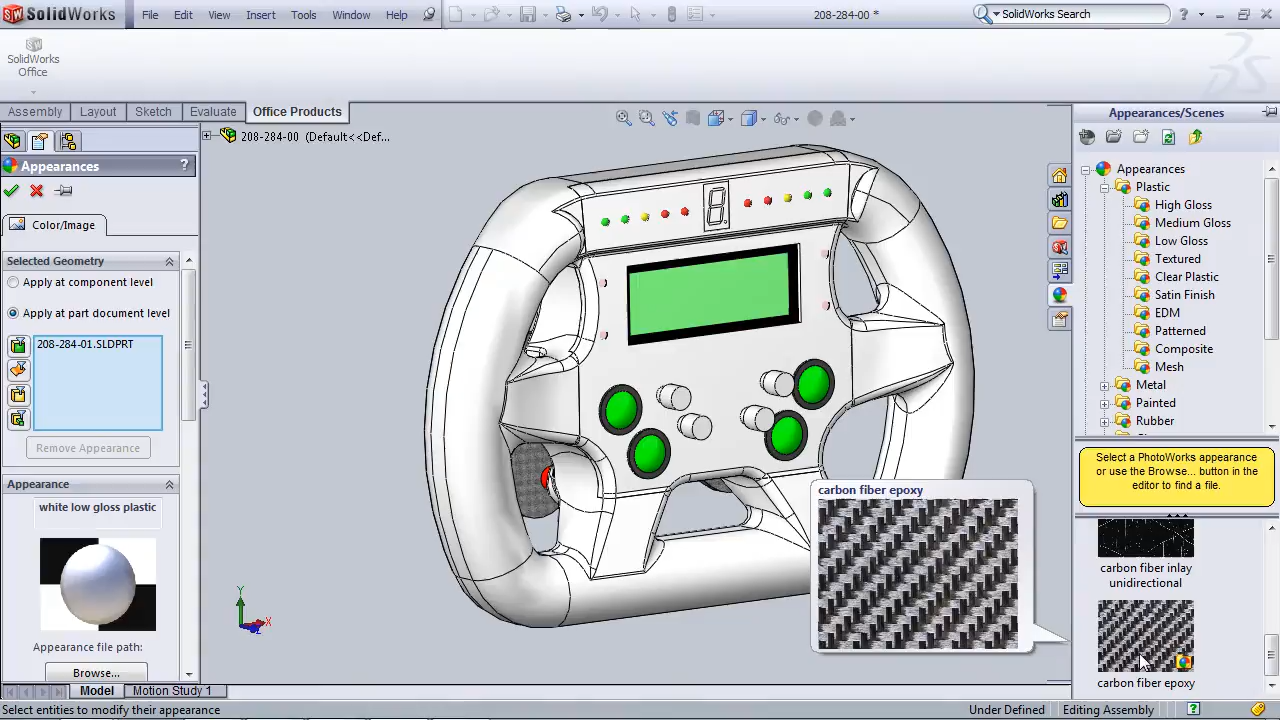 SolidWorks
File Edit View Insert Tools Window Help
208-284-00 *
SolidWorks Search
?
SolidWorks
Office
Assembly Layout Sketch Evaluate Office Products
208-284-00 (Default<<Def...
Appearances
?
Color/Image
Selected Geometry
Apply at component level
Apply at part document level
208-284-01.SLDPRT
Remove Appearance
Appearance
white low gloss plastic
Appearance file path:
Browse...
Model
Motion Study 1
Y
X
Z
8
carbon fiber epoxy
Appearances/Scenes
Appearances
Plastic
High Gloss
Medium Gloss
Low Gloss
Textured
Clear Plastic
Satin Finish
EDM
Patterned
Composite
Mesh
Metal
Painted
Rubber
Select a PhotoWorks appearance
or use the Browse... button in the
editor to find a file.
carbon fiber inlay
unidirectional
carbon fiber epoxy
Select entities to modify their appearance
Under Defined
Editing Assembly
?